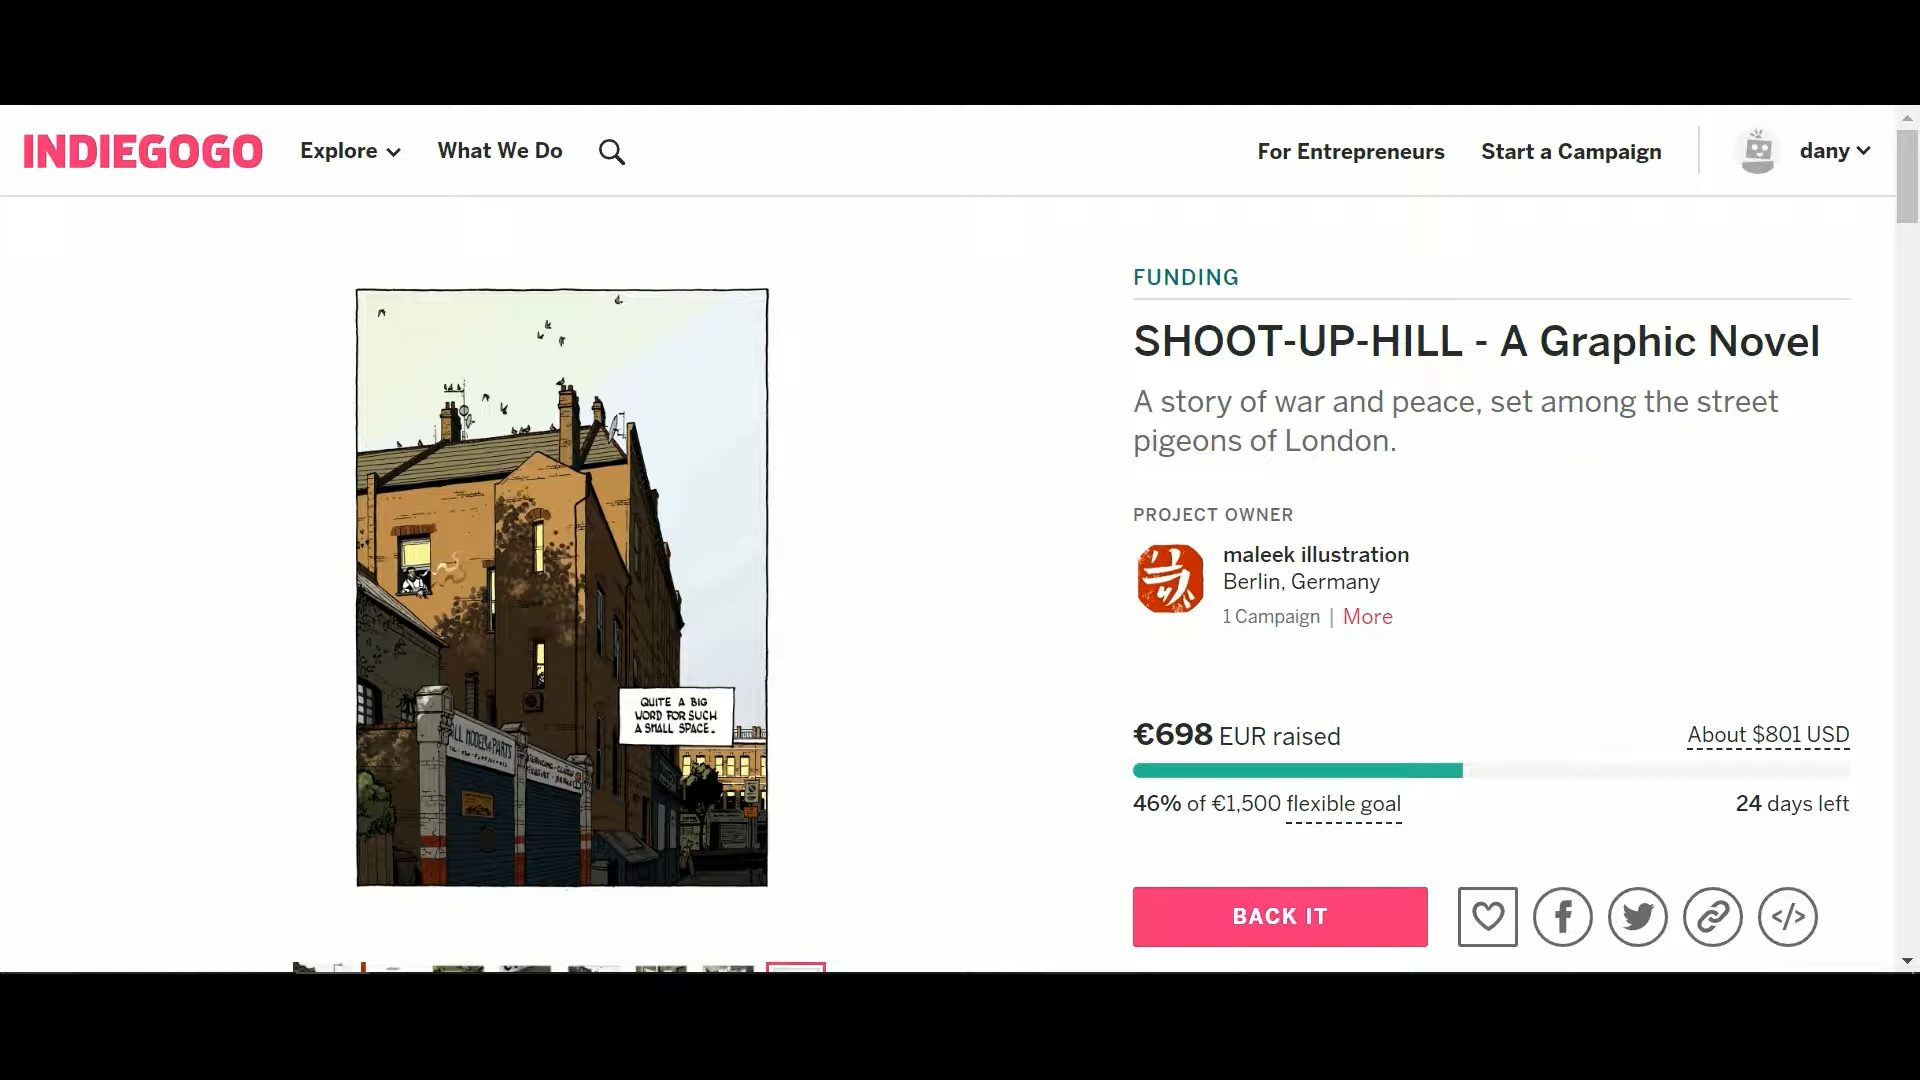 INDIEGOGO
Explore
What We Do
For Entrepreneurs
Start a Campaign
dany
FUNDING
SHOOT-UP-HILL - A Graphic Novel
A story of war and peace, set among the street
pigeons of London.
PROJECT OWNER
maleek illustration
Berlin, Germany
1 Campaign | More
€698 EUR raised
About $801 USD
46% of €1,500 flexible goal
24 days left
BACK IT
QUITE A BIG
WORD FOR SUCH
A SMALL SPACE.
ALL MODELS & PARTS